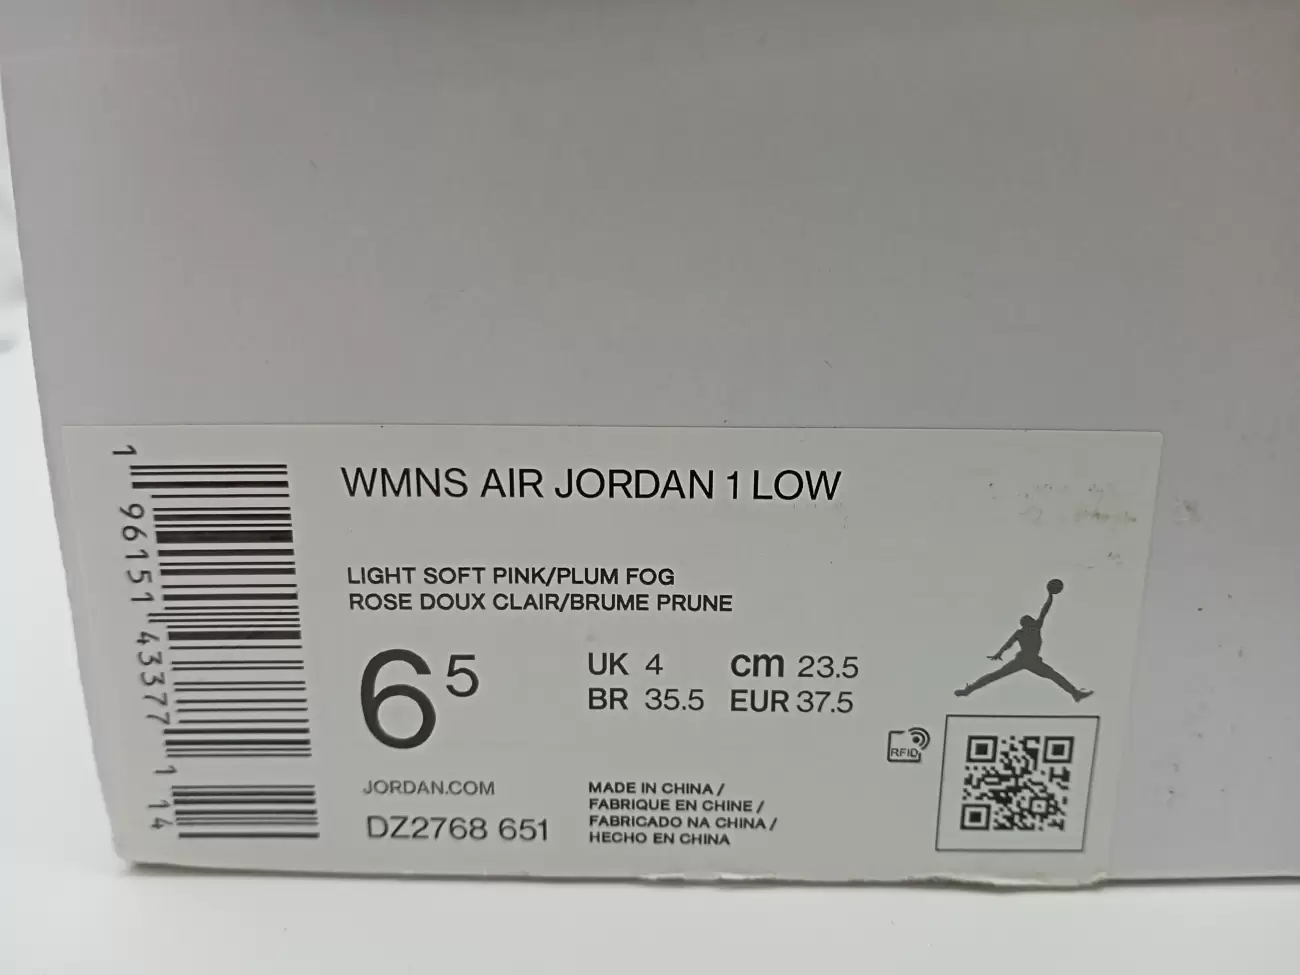 WMNS AIR JORDAN 1 LOW
LIGHT SOFT PINK/PLUM FOG
ROSE DOUX CLAIR/BRUME PRUNE
6 5
UK 4 cm 23.5
BR 35.5 EUR 37.5
RFID
JORDAN.COM
DZ2768 651
MADE IN CHINA /
FABRIQUE EN CHINE /
FABRICADO NA CHINA /
HECHO EN CHINA
1 96151 43377 1 14